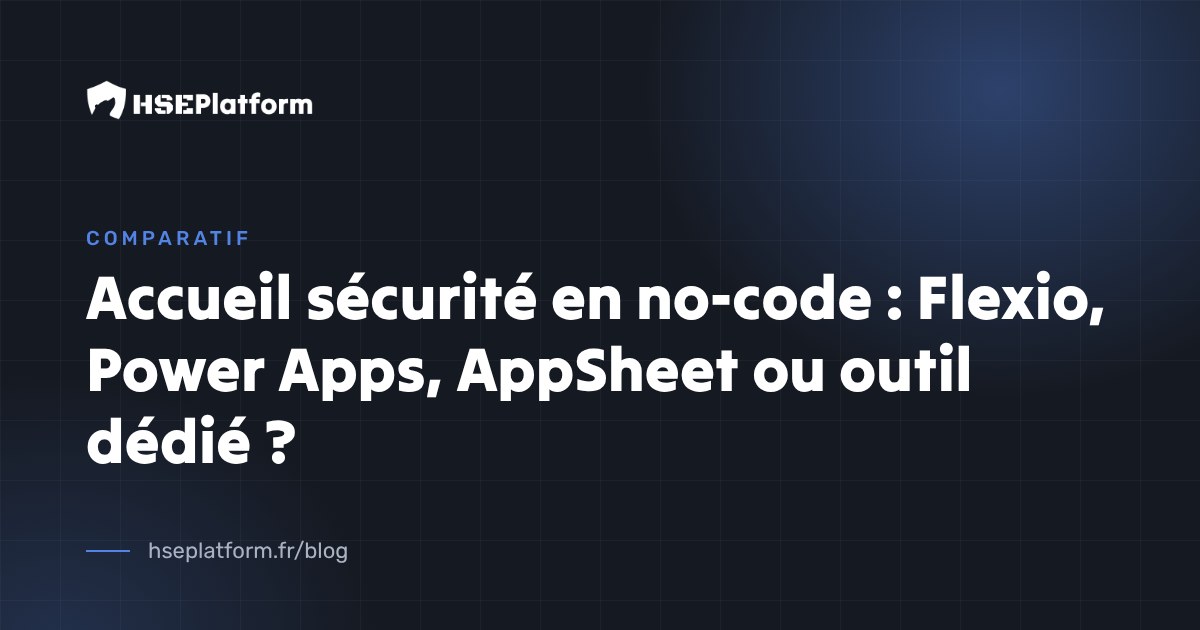 HSEPlatform
COMPARATIF
Accueil sécurité en no-code : Flexio,
Power Apps, AppSheet ou outil
dédié ?
hseplatform.fr/blog